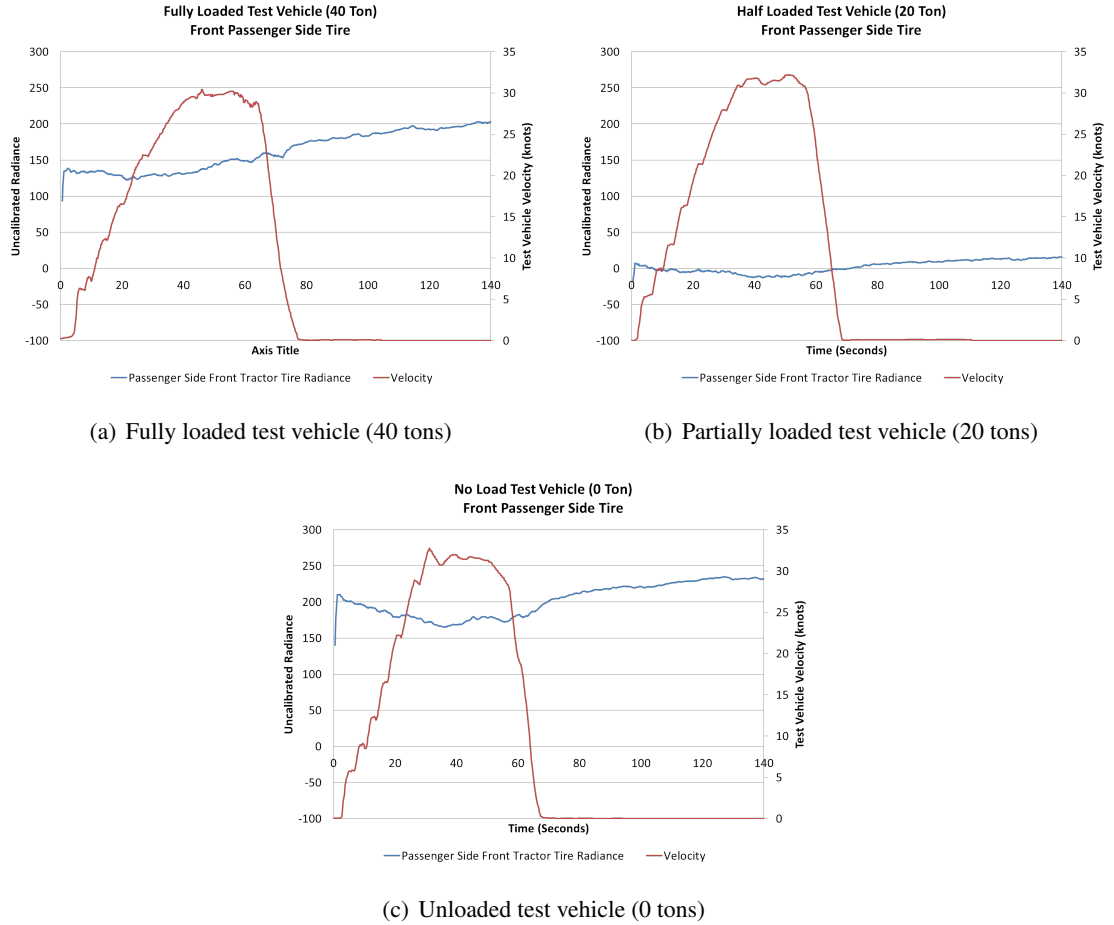 Fully Loaded Test Vehicle (40 Ton)
Front Passenger Side Tire
300
250
200
150
100
50
0
-50
-100
Uncalibrated Radiance
35
30
25
20
15
10
5
0
Test Vehicle Velocity (knots)
0 20 40 60 80 100 120 140
Axis Title
Passenger Side Front Tractor Tire Radiance Velocity
(a) Fully loaded test vehicle (40 tons)
Half Loaded Test Vehicle (20 Ton)
Front Passenger Side Tire
300
250
200
150
100
50
0
-50
-100
Uncalibrated Radiance
35
30
25
20
15
10
5
0
Test Vehicle Velocity (knots)
0 20 40 60 80 100 120 140
Time (Seconds)
Passenger Side Front Tractor Tire Radiance Velocity
(b) Partially loaded test vehicle (20 tons)
No Load Test Vehicle (0 Ton)
Front Passenger Side Tire
300
250
200
150
100
50
0
-50
-100
Uncalibrated Radiance
35
30
25
20
15
10
5
0
Test Vehicle Velocity (knots)
0 20 40 60 80 100 120 140
Time (Seconds)
Passenger Side Front Tractor Tire Radiance Velocity
(c) Unloaded test vehicle (0 tons)